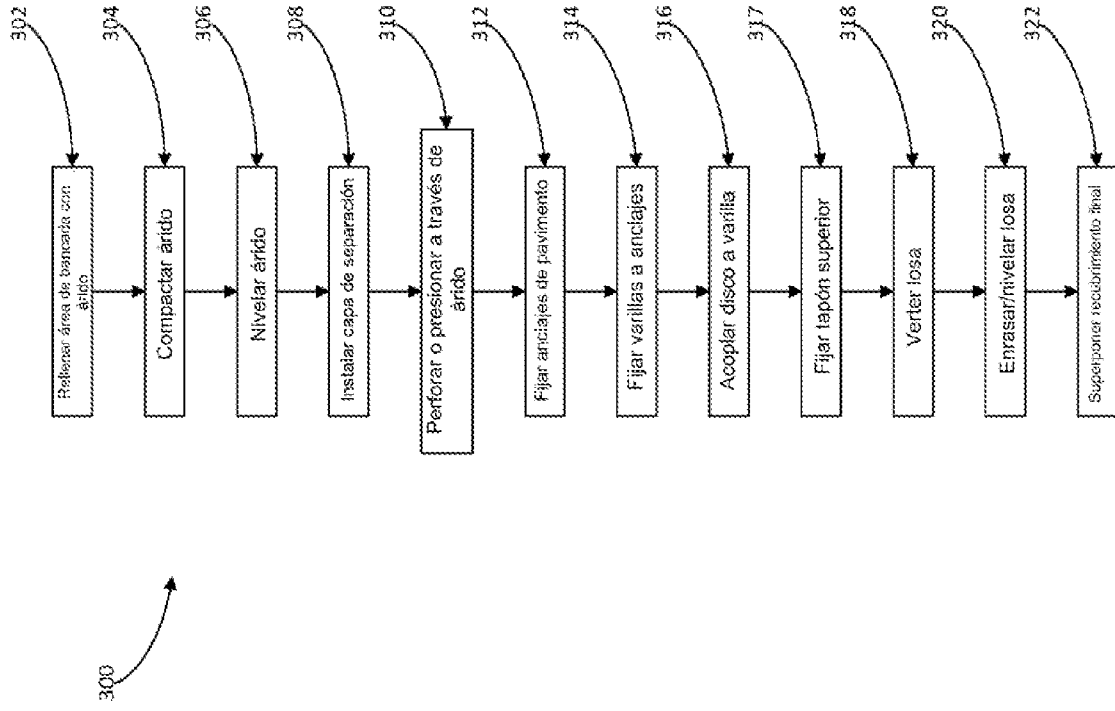 302
Rellenar área de bancada con
árido
304
Compactar árido
306
Nivelar árido
308
Instalar capa de separación
310
Perforar o presionar a través de
árido
312
Fijar anclajes de pavimento
314
Fijar varillas a anclajes
316
Acoplar disco a varilla
317
Fijar tapón superior
318
Verter losa
320
Enrasar/nivelar losa
322
Superponer recubrimiento final
300